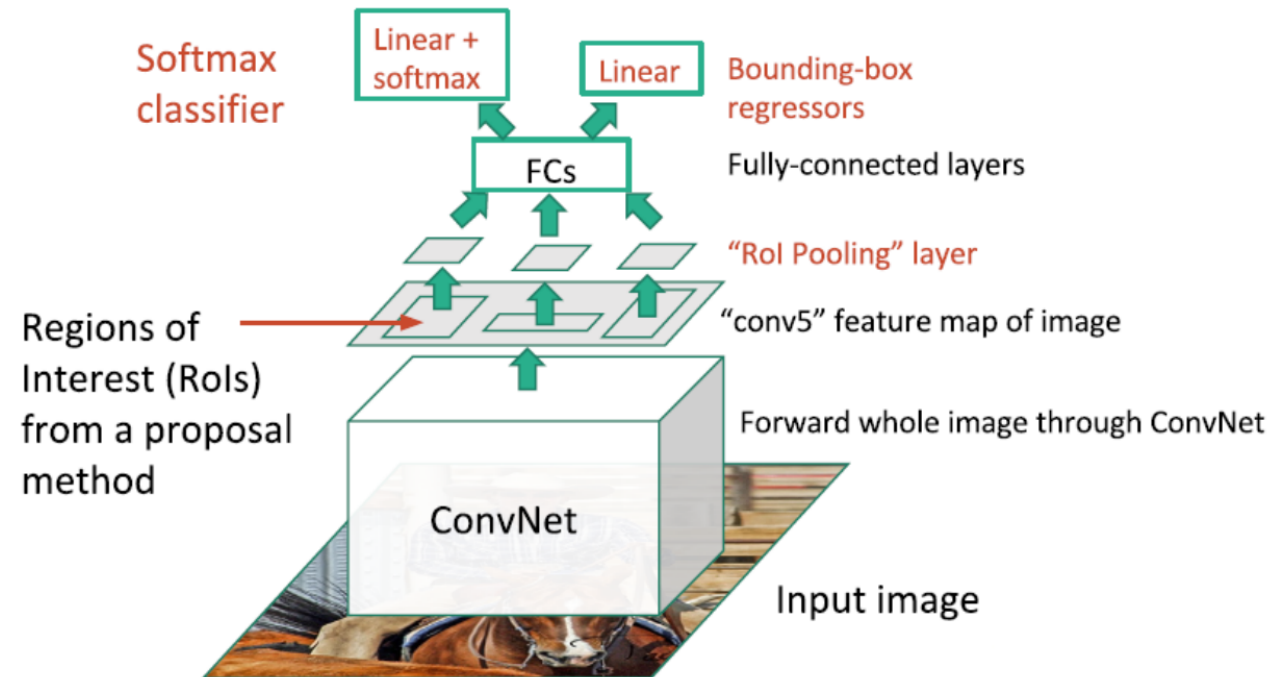 Softmax
classifier
Linear +
softmax
Linear
Bounding-box
regressors
FCs
Fully-connected layers
“RoI Pooling” layer
Regions of
Interest (RoIs)
from a proposal
method
“conv5” feature map of image
Forward whole image through ConvNet
ConvNet
Input image